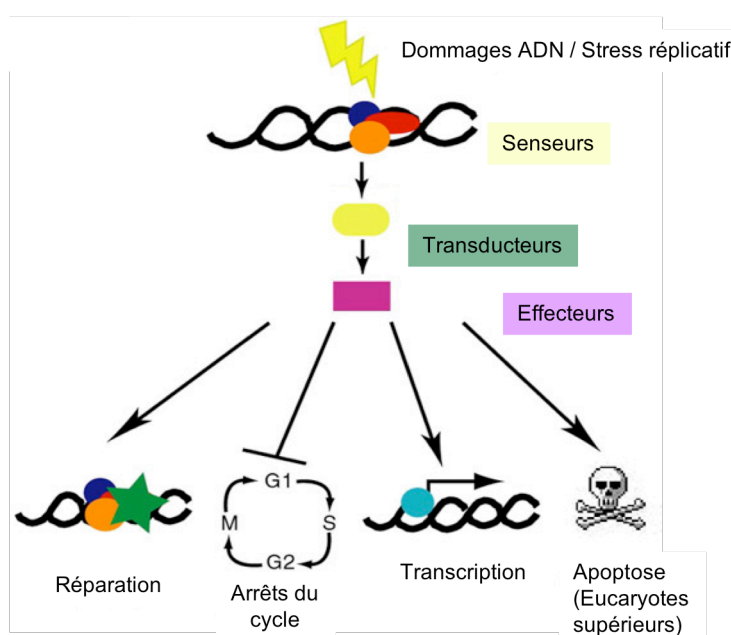 Dommages ADN / Stress réplicatif
Senseurs
Transducteurs
Effecteurs
G1
M
S
G2
Réparation
Arrêts du
cycle
Transcription
Apoptose
(Eucaryotes
supérieurs)